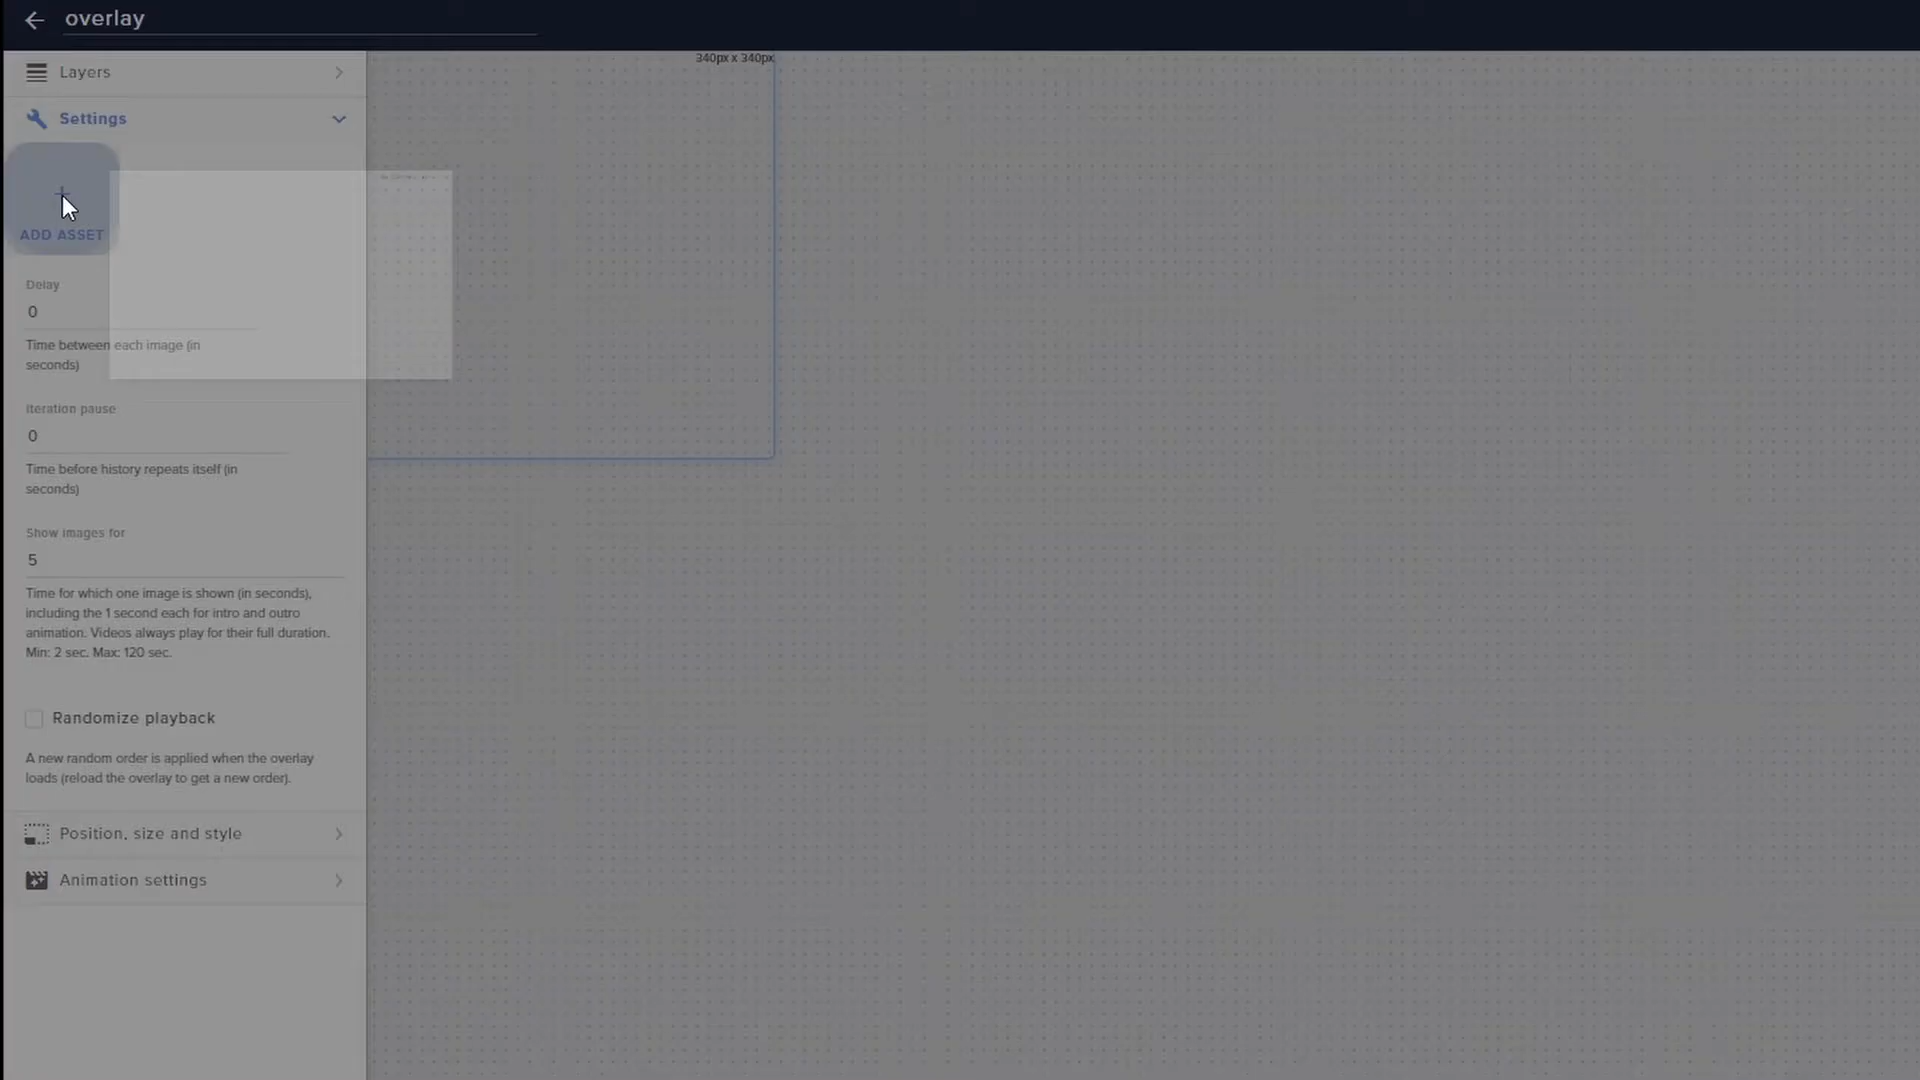 overlay
340px x 340px
Layers
Settings
ADD ASSET
Delay
0
Time between each image (in
seconds)
Iteration pause
0
Time before history repeats itself (in
seconds)
Show images for
5
Time for which one image is shown (in seconds),
including the 1 second each for intro and outro
animation. Videos always play for their full duration.
Min: 2 sec. Max: 120 sec.
Randomize playback
A new random order is applied when the overlay
loads (reload the overlay to get a new order).
Position, size and style
Animation settings